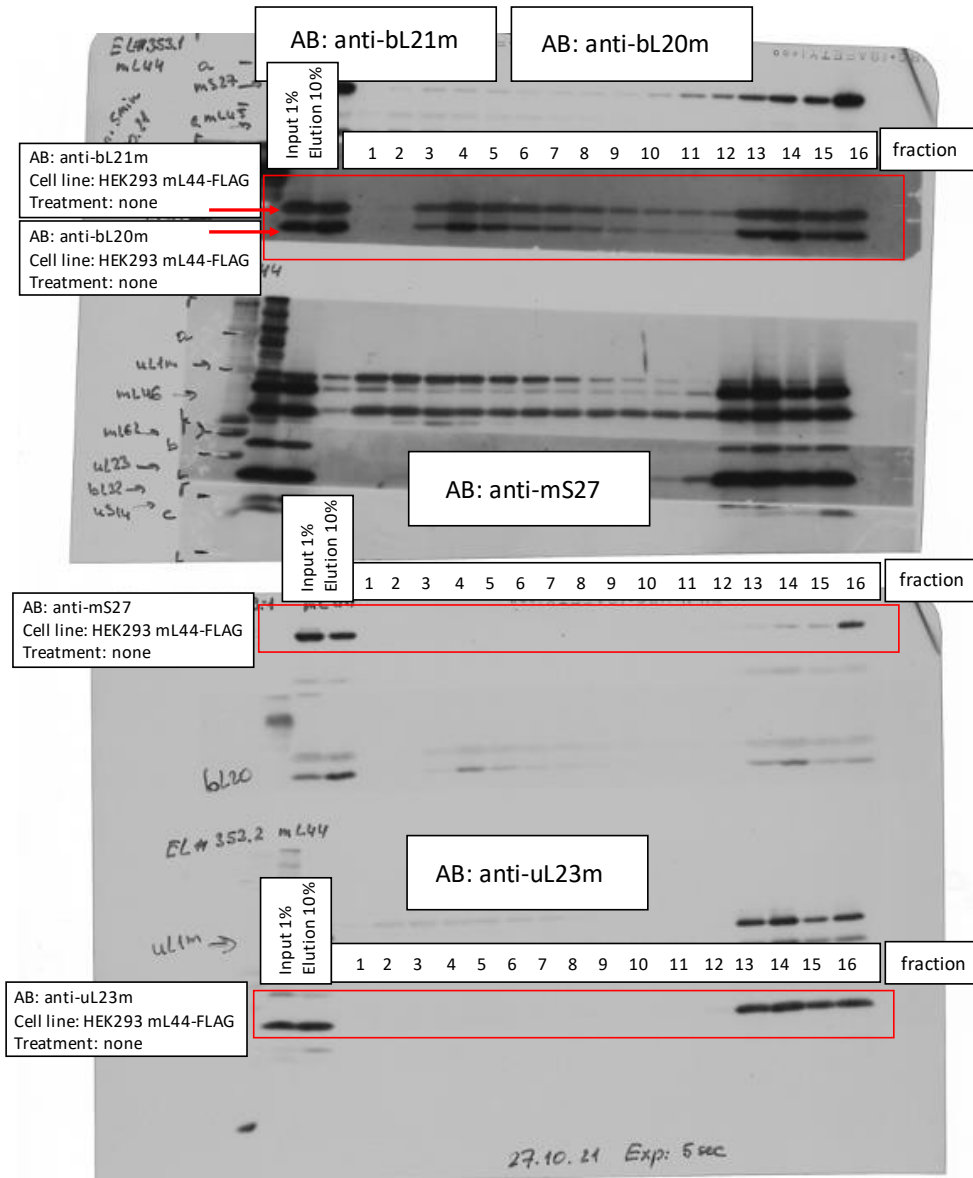 EL#353.1
mL44
AB: anti-bL21m
AB: anti-bL20m
mS27
5min
Input 1%
Elution 10%
1 2 3 4 5 6 7 8 9 10 11 12 13 14 15 16
fraction
AB: anti-bL21m
Cell line: HEK293 mL44-FLAG
Treatment: none
AB: anti-bL20m
Cell line: HEK293 mL44-FLAG
Treatment: none
uL1m
mL46
mL62
uL23
bL32
uS14
AB: anti-mS27
Input 1%
Elution 10%
1 2 3 4 5 6 7 8 9 10 11 12 13 14 15 16
fraction
AB: anti-mS27
Cell line: HEK293 mL44-FLAG
Treatment: none
bL20
EL# 353.2 mL44
AB: anti-uL23m
Input 1%
Elution 10%
uL1m
1 2 3 4 5 6 7 8 9 10 11 12 13 14 15 16
fraction
AB: anti-uL23m
Cell line: HEK293 mL44-FLAG
Treatment: none
27.10.21 Exp: 5sec